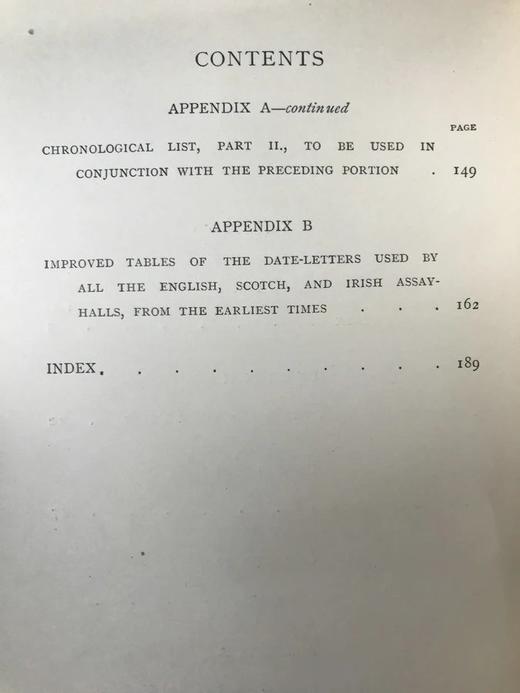 CONTENTS
APPENDIX A—continued
PAGE
CHRONOLOGICAL LIST, PART II., TO BE USED IN
CONJUNCTION WITH THE PRECEDING PORTION . 149
APPENDIX B
IMPROVED TABLES OF THE DATE-LETTERS USED BY
ALL THE ENGLISH, SCOTCH, AND IRISH ASSAY-
HALLS, FROM THE EARLIEST TIMES . . . 162
INDEX . . . . . . . . . . 189